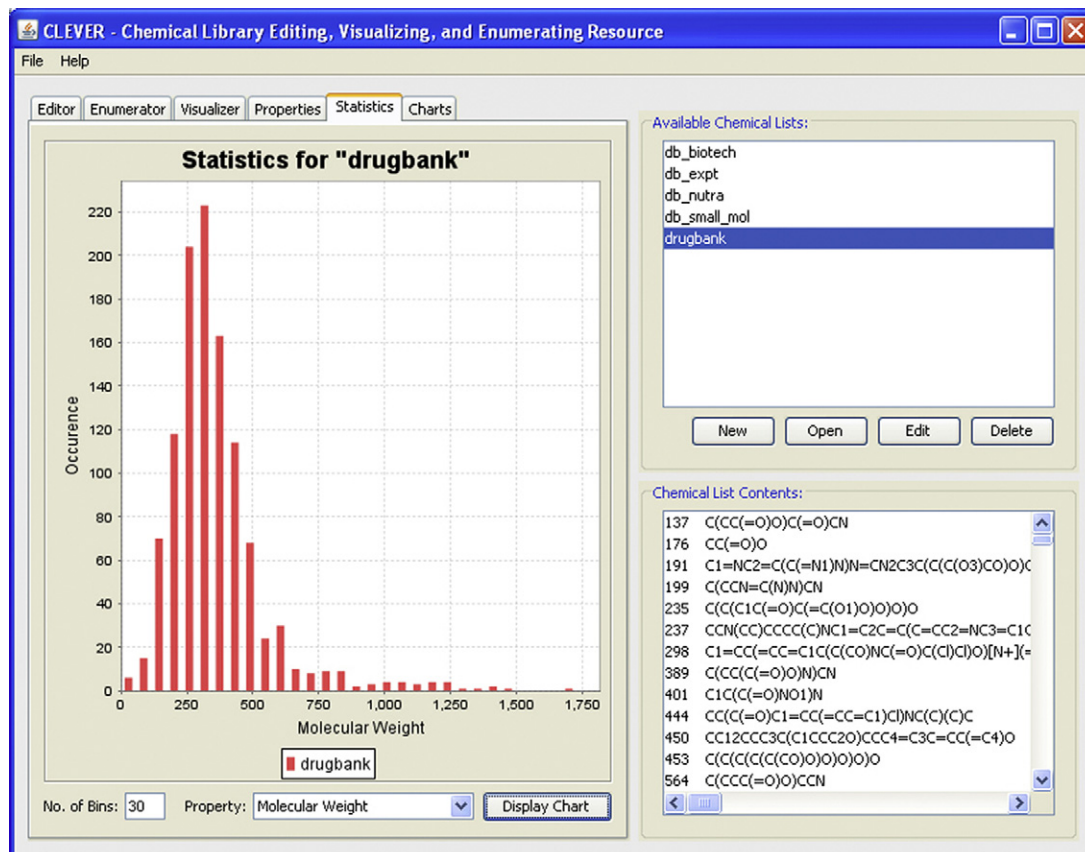 CLEVER - Chemical Library Editing, Visualizing, and Enumerating Resource
File Help
Editor Enumerator Visualizer Properties Statistics Charts
Statistics for "drugbank"
220
200
180
160
140
120
100
80
60
40
20
0
Occurence
0 250 500 750 1,000 1,250 1,500 1,750
Molecular Weight
drugbank
No. of Bins: 30 Property: Molecular Weight Display Chart
Available Chemical Lists:
db_biotech
db_expt
db_nutra
db_small_mol
drugbank
New Open Edit Delete
Chemical List Contents:
137 C(CC(=O)O)C(=O)CN
176 CC(=O)O
191 C1=NC2=C(C(=N1)N)N=CN2C3C(C(C(O3)CO)O)O
199 C(CCN=C(N)N)CN
235 C(C(C1C(=O)C(=C(O1)O)O)O)O
237 CCN(CC)CCCC(C)NC1=C2C=C(C=CC2=NC3=C1C
298 C1=CC(=CC=C1C(C(CO)NC(=O)C(Cl)Cl)O)[N+](=
389 C(CC(C(=O)O)N)CN
401 C1C(C(=O)NO1)N
444 CC(C(=O)C1=CC(=CC=C1)Cl)NC(C)(C)C
450 CC12CCC3C(C1CCC2O)CCC4=C3C=CC(=C4)O
453 C(C(C(C(C(CO)O)O)O)O)O
564 C(CCC(=O)O)CCN